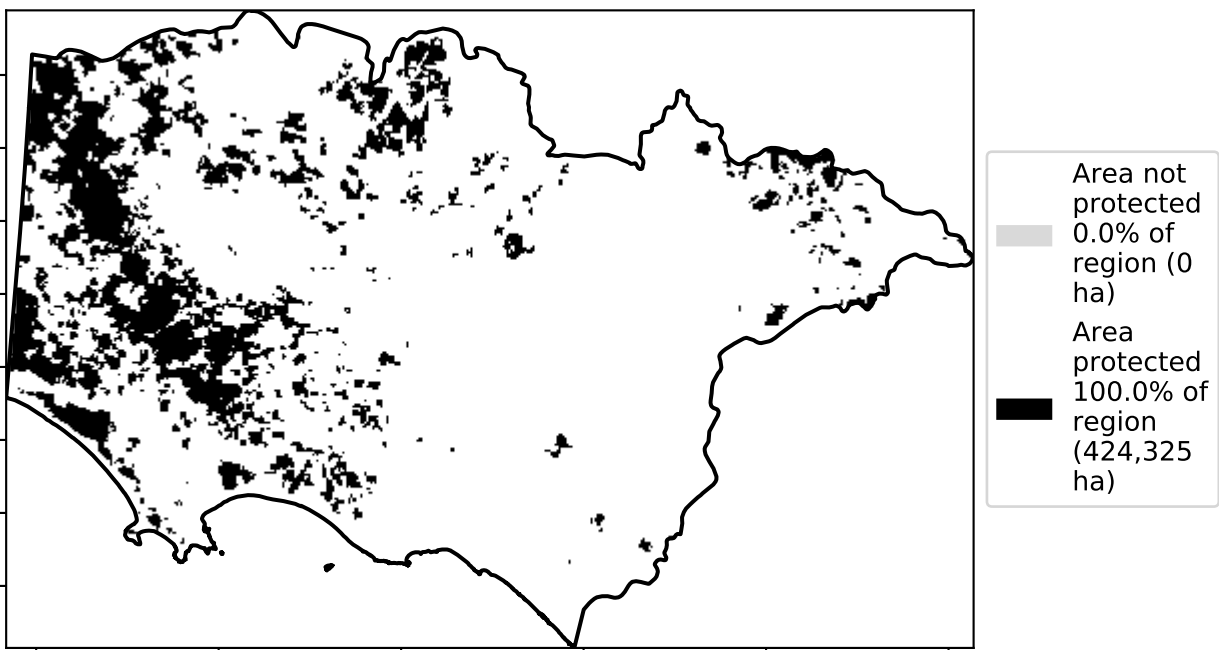 Area not
protected
0.0% of
region (0
ha)
Area
protected
100.0% of
region
(424,325
ha)